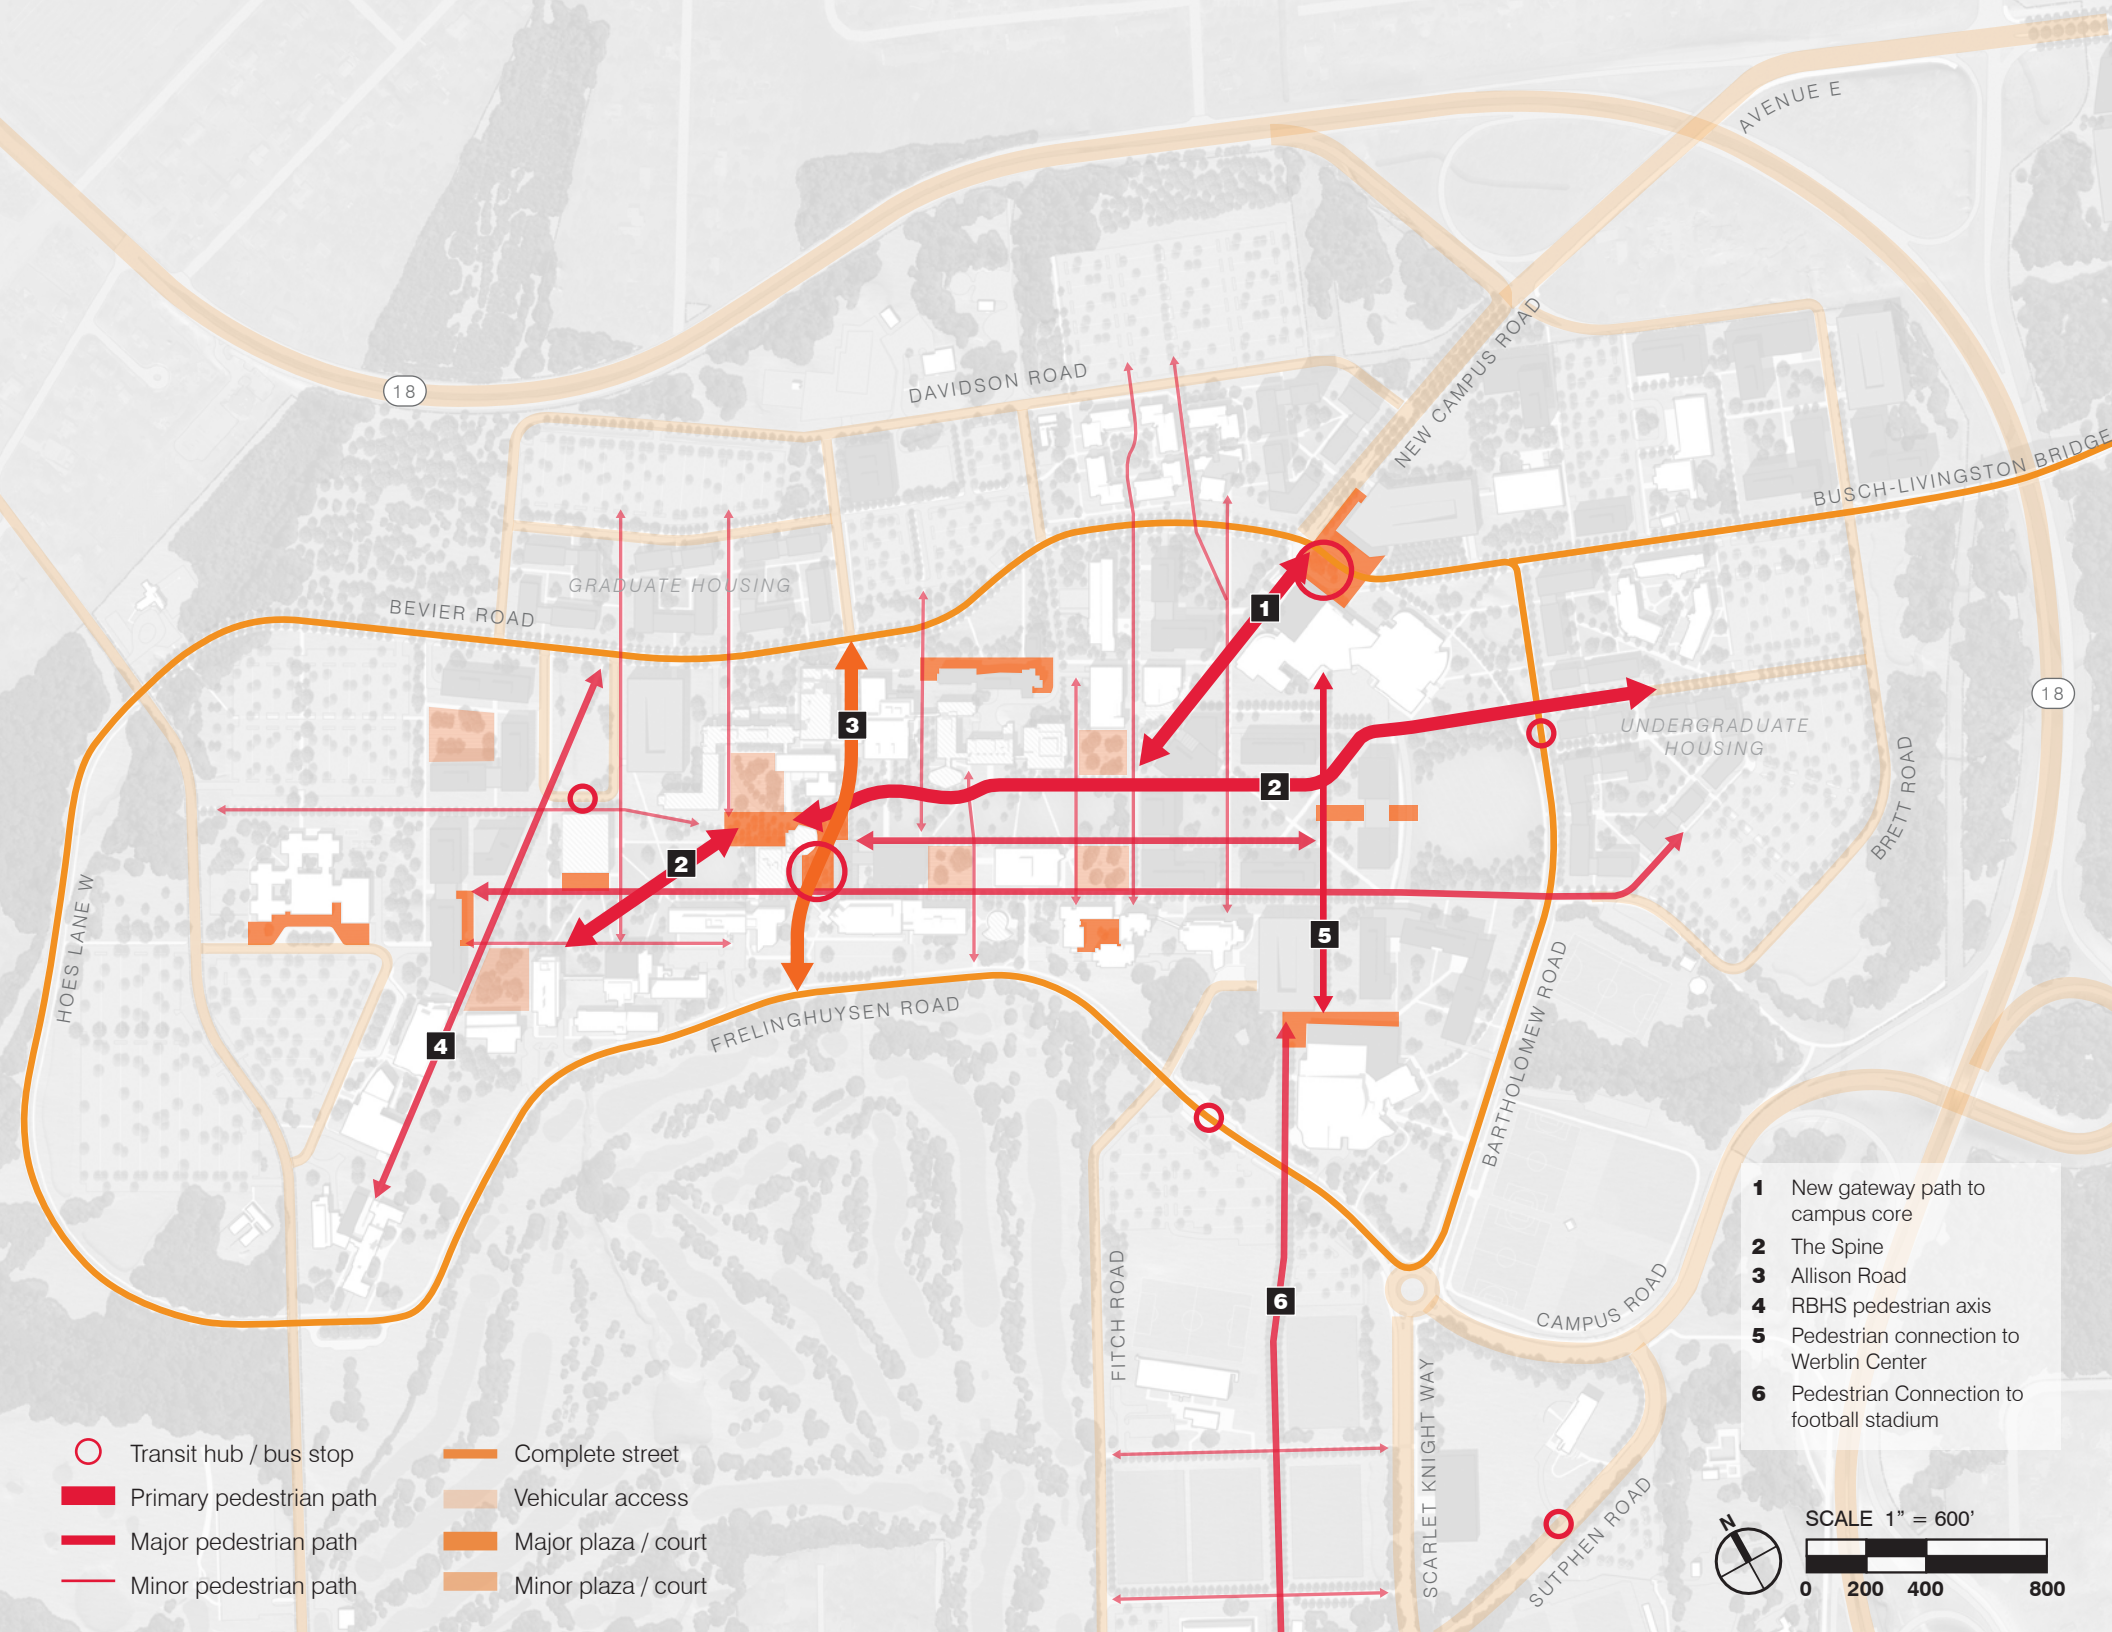 AVENUE E
NEW CAMPUS ROAD
DAVIDSON ROAD
18
BUSCH-LIVINGSTON BRIDGE
GRADUATE HOUSING
BEVIER ROAD
1
18
3
UNDERGRADUATE
HOUSING
2
BRETT ROAD
2
HOES LANE W
5
FRELINGHUYSEN ROAD
4
BARTHOLOMEW ROAD
6
FITCH ROAD
CAMPUS ROAD
SCARLET KNIGHT WAY
SUTPHEN ROAD
1 New gateway path to
campus core
2 The Spine
3 Allison Road
4 RBHS pedestrian axis
5 Pedestrian connection to
Werblin Center
6 Pedestrian Connection to
football stadium
Transit hub / bus stop
Primary pedestrian path
Major pedestrian path
Minor pedestrian path
Complete street
Vehicular access
Major plaza / court
Minor plaza / court
N
SCALE 1” = 600’
0 200 400 800